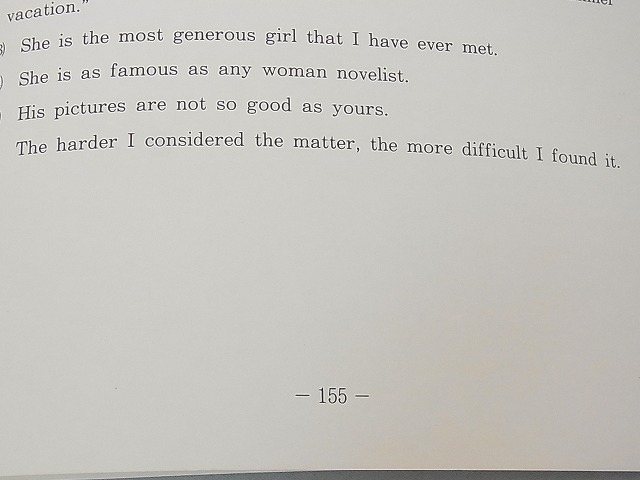 vacation."
She is the most generous girl that I have ever met.
She is as famous as any woman novelist.
His pictures are not so good as yours.
The harder I considered the matter, the more difficult I found it.
— 155 —